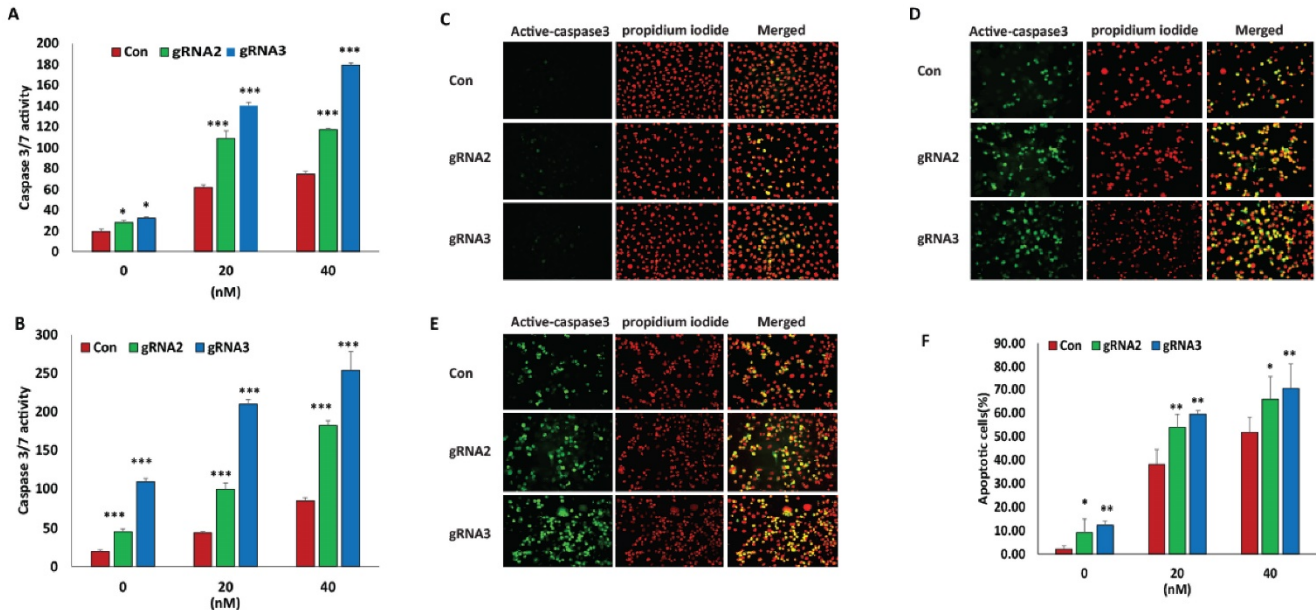 A
Con gRNA2 gRNA3
Caspase 3/7 activity
200
180
160
140
120
100
80
60
40
20
0
* *
*** ***
*** ***
0 20 40
(nM)
B
Con gRNA2 gRNA3
Caspase 3/7 activity
300
250
200
150
100
50
0
*** ***
*** ***
*** ***
0 20 40
(nM)
C
Active-caspase3 propidium iodide Merged
Con
gRNA2
gRNA3
D
Active-caspase3 propidium iodide Merged
Con
gRNA2
gRNA3
E
Active-caspase3 propidium iodide Merged
Con
gRNA2
gRNA3
F
Con gRNA2 gRNA3
Apoptotic cells(%)
90.00
80.00
70.00
60.00
50.00
40.00
30.00
20.00
10.00
0.00
* **
** **
* **
0 20 40
(nM)